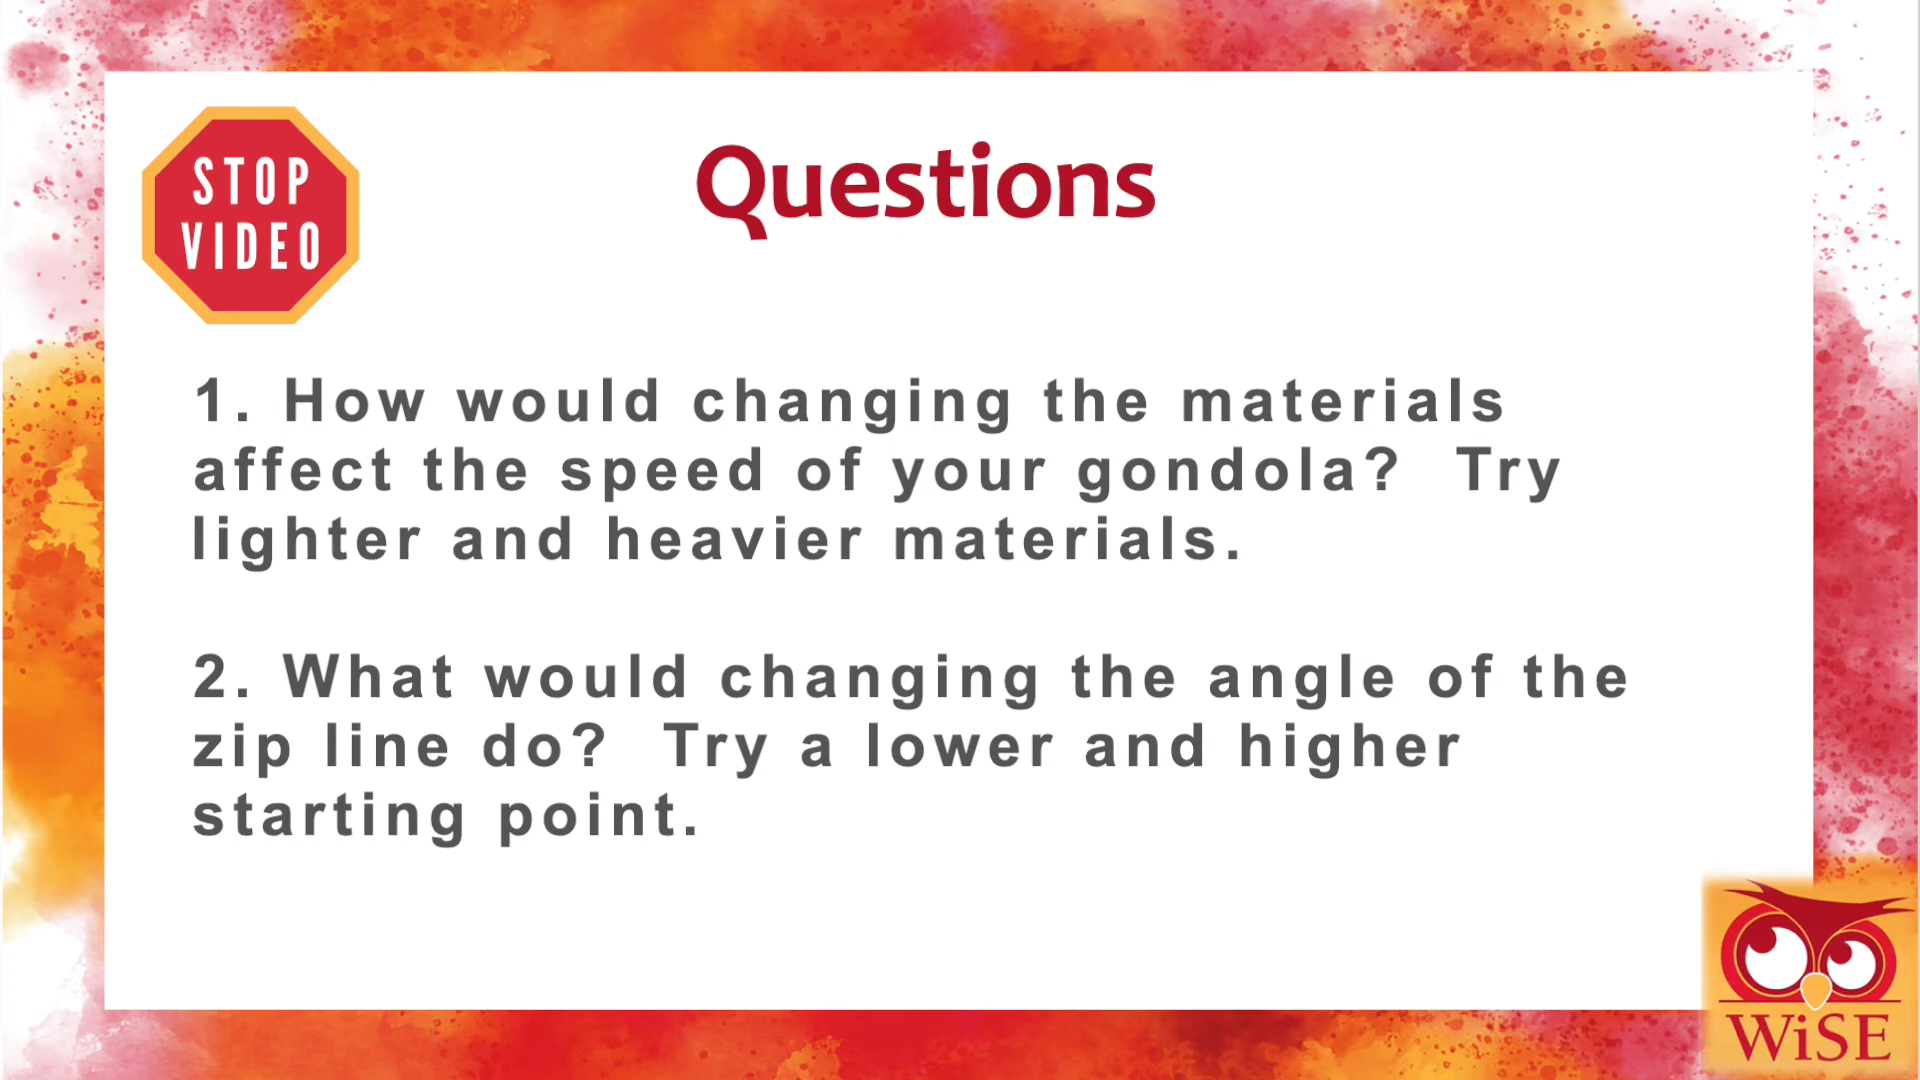 STOP
VIDEO
Questions
1. How would changing the materials
affect the speed of your gondola?  Try
lighter and heavier materials.
2. What would changing the angle of the
zip line do?  Try a lower and higher
starting point.
WiSE